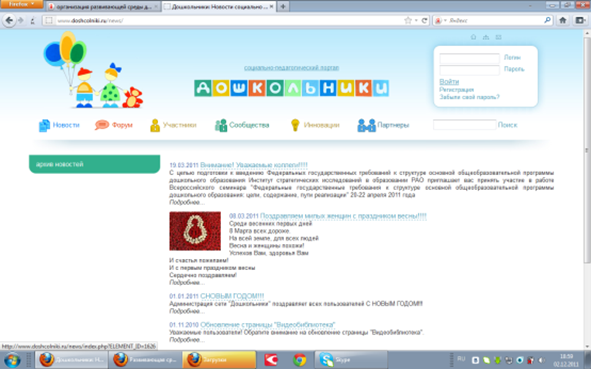 Firefox
организация развивающей среды д...
Дошкольники: Новости социально ...
www.doshcolniki.ru/news/
Яндекс
социально-педагогический портал
ДОШКОЛЬНИКИ
Логин
Пароль
Войти
Регистрация
Забыли свой пароль?
Новости
Форум
Участники
Сообщества
Инновации
Партнеры
Поиск
архив новостей
19.03.2011 Внимание! Уважаемые коллеги!!!!
С целью подготовки к введению Федеральных государственных требований к структуре основной общеобразовательной программы
дошкольного образования Институт стратегических исследований в образовании РАО приглашает вас принять участие в работе
Всероссийского семинара "Федеральные государственные требования к структуре основной общеобразовательной программы
дошкольного образования: цели, содержание, пути реализации" 20-22 апреля 2011 года
Подробнее...
08.03.2011 Поздравляем милых женщин с праздником весны!!!!
Среди весенних первых дней
8 Марта всех дороже.
На всей земле, для всех людей
Весна и женщины похожи!
Успехов Вам, здоровья Вам
И счастья пожелаем!
И с первым праздником весны
Сердечно поздравляем!
Подробнее...
01.01.2011 С НОВЫМ ГОДОМ!!!!
Администрация сети "Дошкольники" поздравляет всех пользователей С НОВЫМ ГОДОМ!!!!
Подробнее...
01.11.2010 Обновление страницы "Видеобиблиотека"
Уважаемые пользователи! Обратите внимание на обновление страницы "Видеобиблиотека".
Подробнее...
http://www.doshcolniki.ru/news/index.php?ELEMENT_ID=1626
Дошкольники: Н...
Развивающая ср...
Загрузки
Skype
RU
02.12.2011